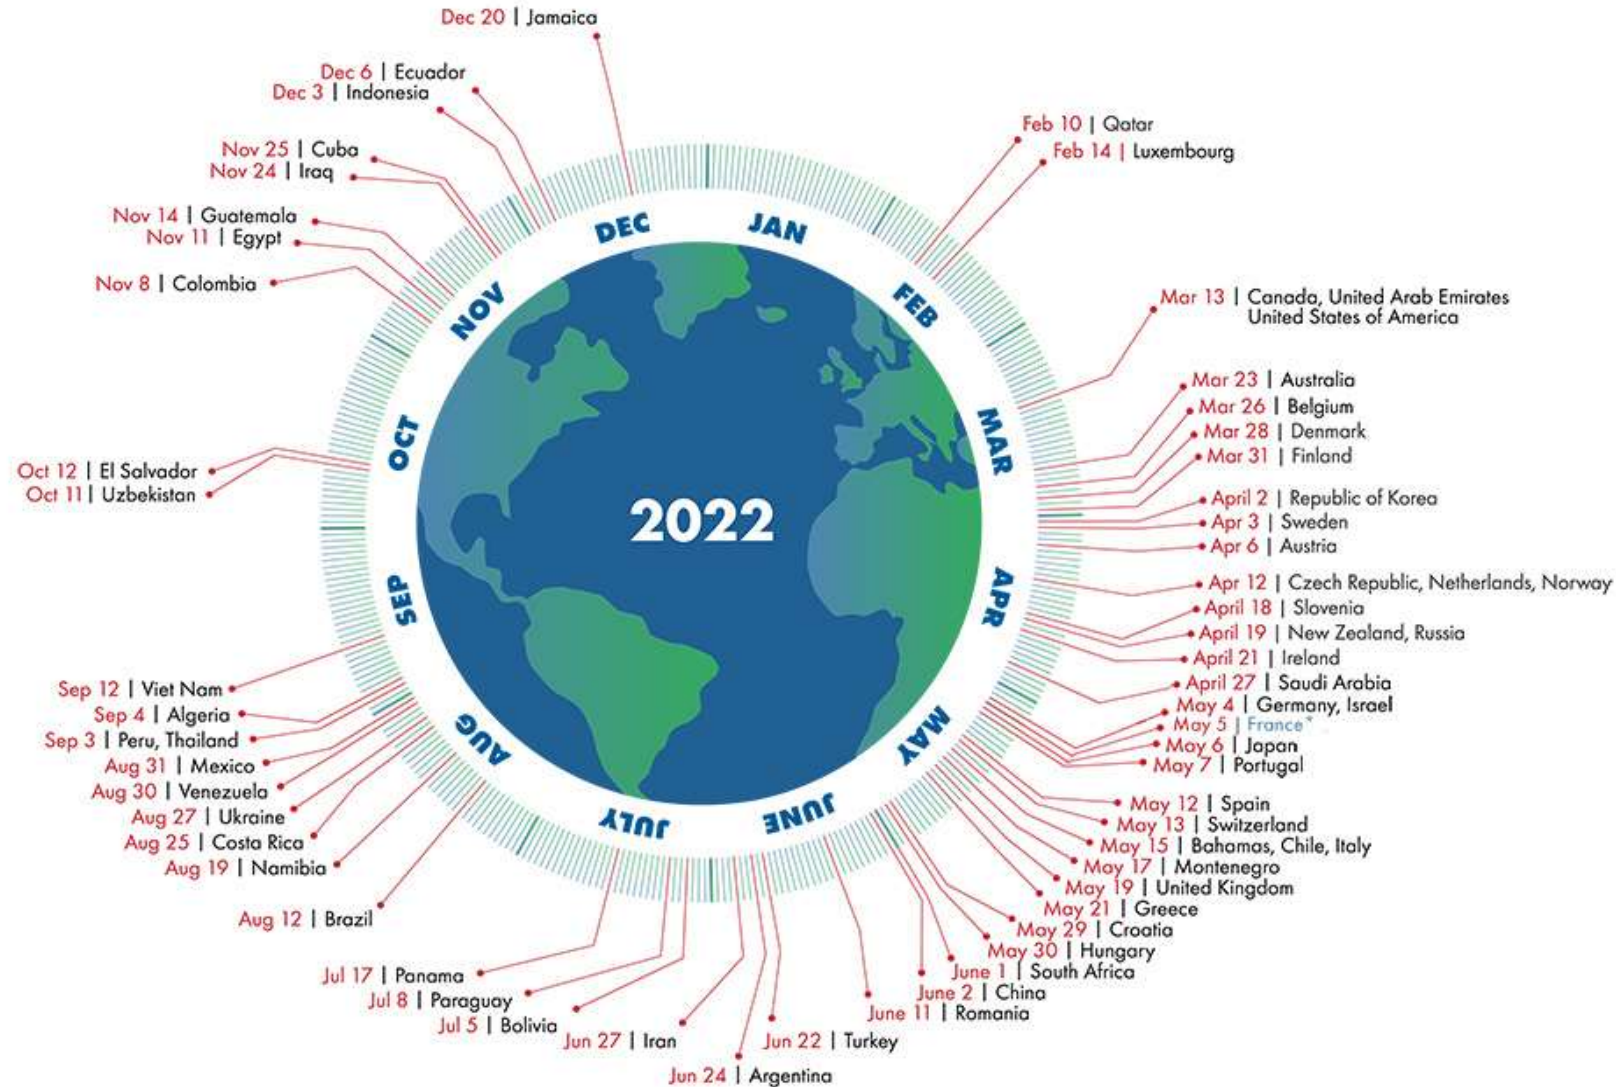 Dec 20 | Jamaica
Dec 6 | Ecuador
Dec 3 | Indonesia
Nov 25 | Cuba
Nov 24 | Iraq
Nov 14 | Guatemala
Nov 11 | Egypt
Nov 8 | Colombia
Oct 12 | El Salvador
Oct 11 | Uzbekistan
Sep 12 | Viet Nam
Sep 4 | Algeria
Sep 3 | Peru, Thailand
Aug 31 | Mexico
Aug 30 | Venezuela
Aug 27 | Ukraine
Aug 25 | Costa Rica
Aug 19 | Namibia
Aug 12 | Brazil
Jul 17 | Panama
Jul 8 | Paraguay
Jul 5 | Bolivia
Jun 27 | Iran
Jun 24 | Argentina
Jun 22 | Turkey
Feb 10 | Qatar
Feb 14 | Luxembourg
Mar 13 | Canada, United Arab Emirates
United States of America
Mar 23 | Australia
Mar 26 | Belgium
Mar 28 | Denmark
Mar 31 | Finland
April 2 | Republic of Korea
Apr 3 | Sweden
Apr 6 | Austria
Apr 12 | Czech Republic, Netherlands, Norway
April 18 | Slovenia
April 19 | New Zealand, Russia
April 21 | Ireland
April 27 | Saudi Arabia
May 4 | Germany, Israel
May 5 | France*
May 6 | Japan
May 7 | Portugal
May 12 | Spain
May 13 | Switzerland
May 15 | Bahamas, Chile, Italy
May 17 | Montenegro
May 19 | United Kingdom
May 21 | Greece
May 29 | Croatia
May 30 | Hungary
June 1 | South Africa
June 2 | China
June 11 | Romania
JAN
FEB
MAR
APR
MAY
JUNE
JULY
AUG
SEP
OCT
NOV
DEC
2022